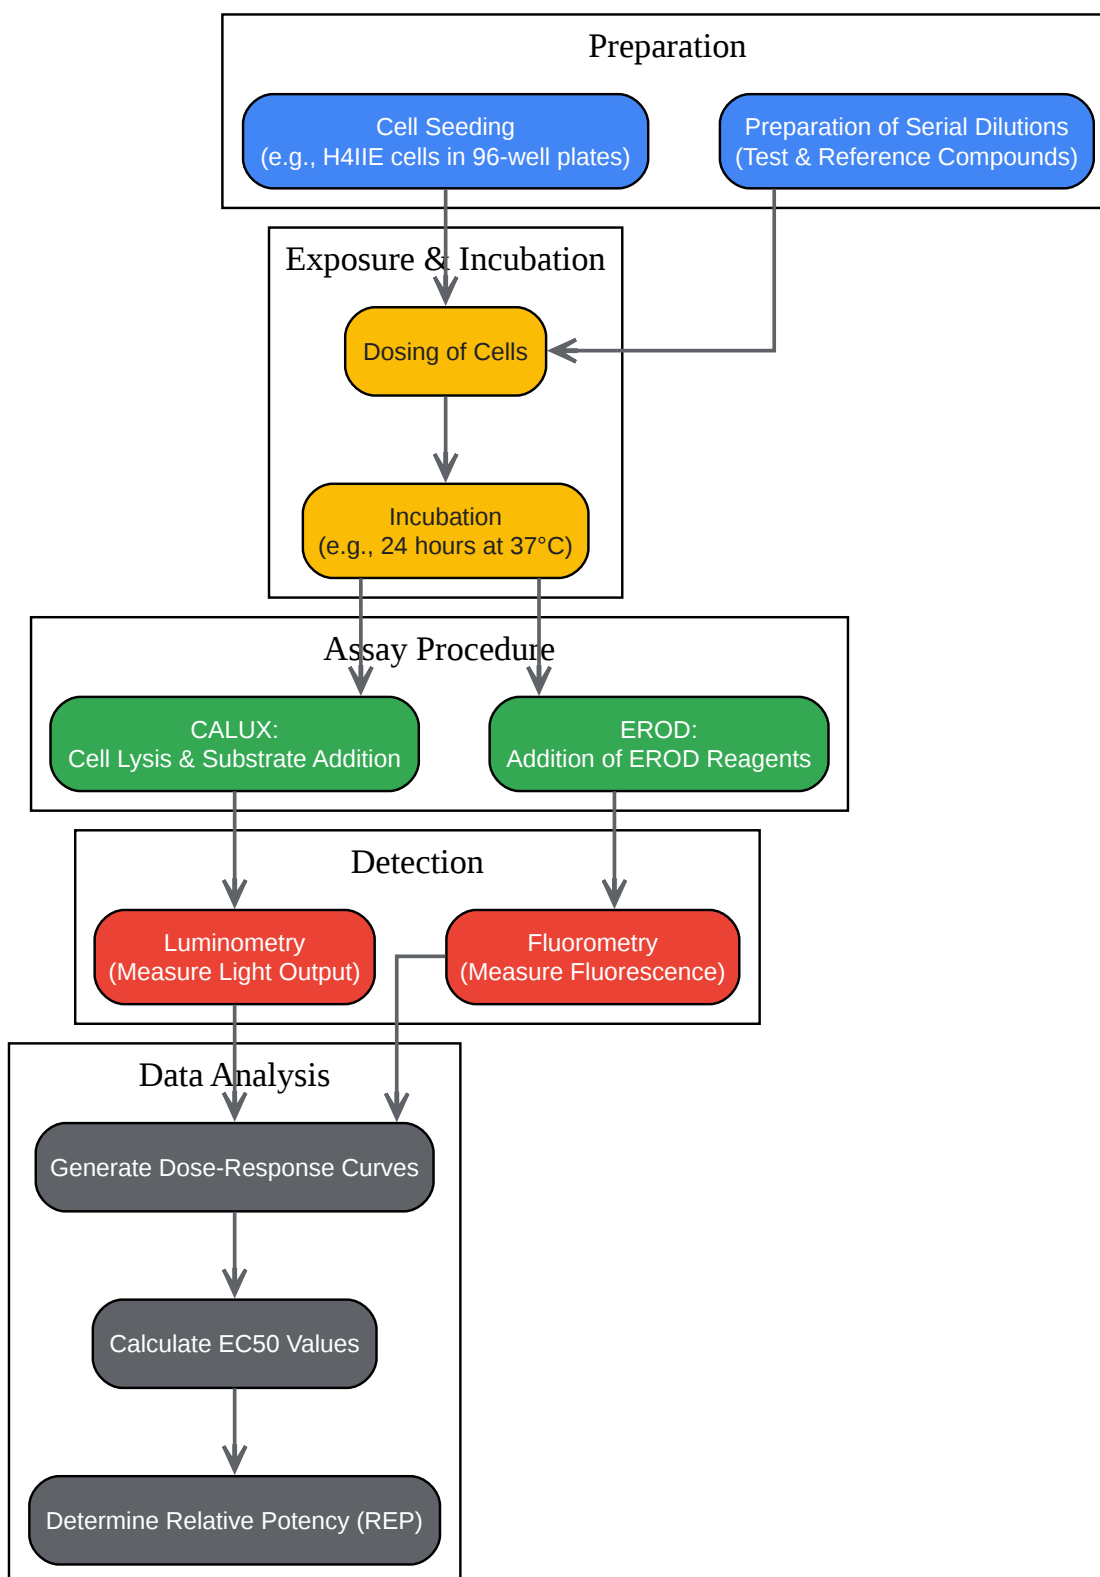 Preparation
Cell Seeding
(e.g., H4IIE cells in 96-well plates)
Preparation of Serial Dilutions
(Test & Reference Compounds)
Exposure & Incubation
Dosing of Cells
Incubation
(e.g., 24 hours at 37°C)
Assay Procedure
CALUX:
Cell Lysis & Substrate Addition
EROD:
Addition of EROD Reagents
Detection
Luminometry
(Measure Light Output)
Fluorometry
(Measure Fluorescence)
Data Analysis
Generate Dose-Response Curves
Calculate EC50 Values
Determine Relative Potency (REP)